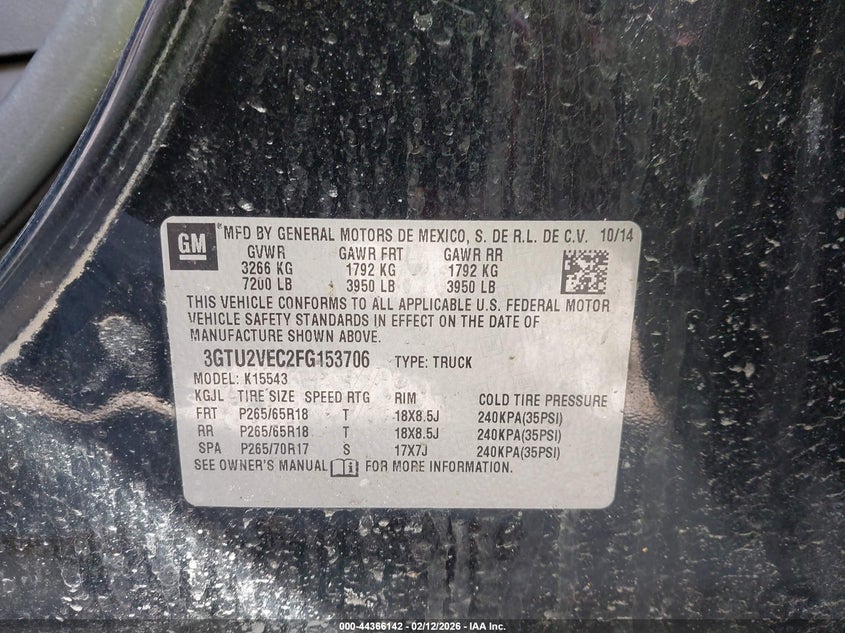 GM
MFD BY GENERAL MOTORS DE MEXICO, S. DE R.L. DE C.V. 10/14
GVWR GAWR FRT GAWR RR
3266 KG 1792 KG 1792 KG
7200 LB 3950 LB 3950 LB
THIS VEHICLE CONFORMS TO ALL APPLICABLE U.S. FEDERAL MOTOR
VEHICLE SAFETY STANDARDS IN EFFECT ON THE DATE OF
MANUFACTURE SHOWN ABOVE.
3GTU2VEC2FG153706 TYPE: TRUCK
MODEL: K15543
KGJL TIRE SIZE SPEED RTG RIM COLD TIRE PRESSURE
FRT P265/65R18 T 18X8.5J 240KPA(35PSI)
RR P265/65R18 T 18X8.5J 240KPA(35PSI)
SPA P265/70R17 S 17X7J 240KPA(35PSI)
SEE OWNER'S MANUAL FOR MORE INFORMATION.
000-44366142 - 02/12/2026 - IAA Inc.